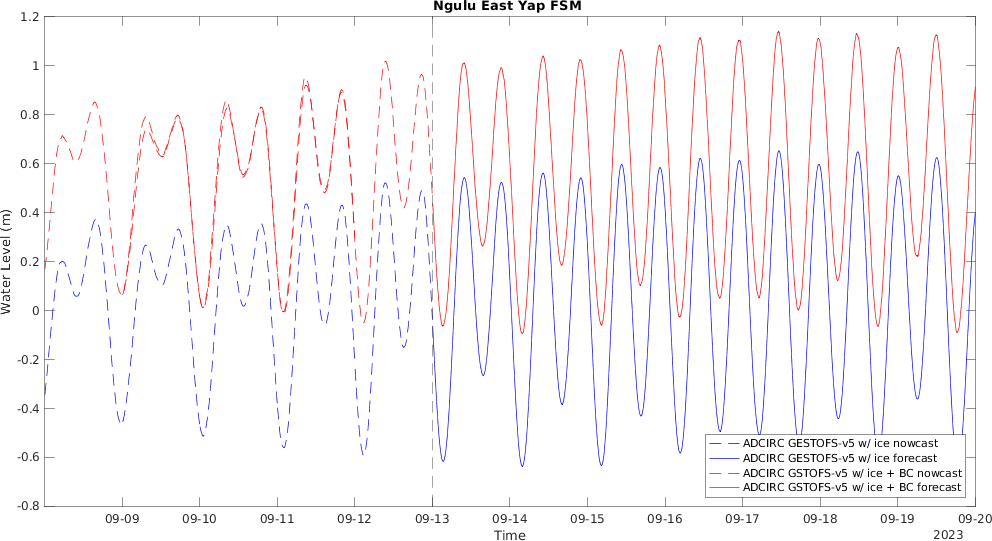 Ngulu East Yap FSM
Water Level (m)
1.2
1
0.8
0.6
0.4
0.2
0
-0.2
-0.4
-0.6
-0.8
ADCIRC GESTOFS-v5 w/ ice nowcast
ADCIRC GESTOFS-v5 w/ ice forecast
ADCIRC GSTOFS-v5 w/ ice + BC nowcast
ADCIRC GSTOFS-v5 w/ ice + BC forecast
09-09 09-10 09-11 09-12 09-13 09-14 09-15 09-16 09-17 09-18 09-19 09-20
Time
2023